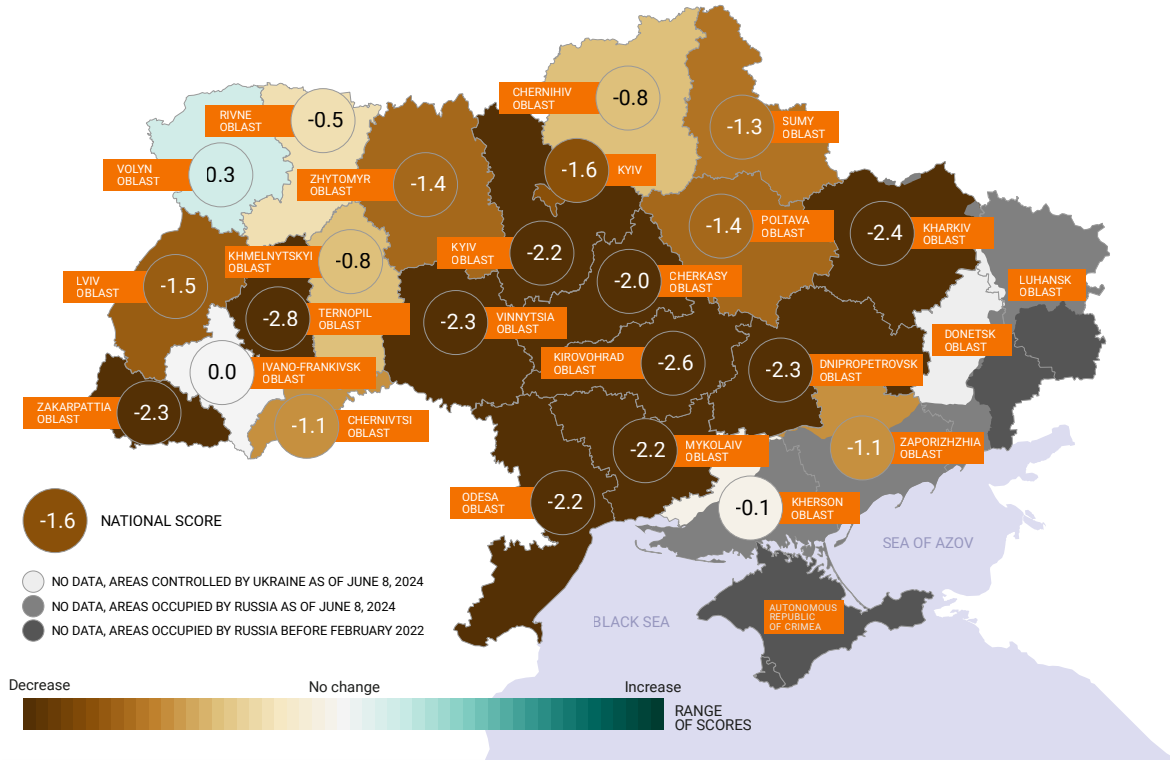 CHERNIHIV
OBLAST
-0.8
RIVNE
OBLAST
-0.5
-1.3
SUMY
OBLAST
VOLYN
OBLAST
0.3
ZHYTOMYR
OBLAST
-1.4
-1.6
KYIV
-1.4
POLTAVA
OBLAST
-2.4
KHARKIV
OBLAST
KHMELNYTSKYI
OBLAST
-0.8
KYIV
OBLAST
-2.2
-2.0
CHERKASY
OBLAST
LVIV
OBLAST
-1.5
LUHANSK
OBLAST
-2.8
TERNOPIL
OBLAST
-2.3
VINNYTSIA
OBLAST
DONETSK
OBLAST
0.0
IVANO-FRANKIVSK
OBLAST
KIROVOHRAD
OBLAST
-2.6
-2.3
DNIPROPETROVSK
OBLAST
ZAKARPATTIA
OBLAST
-2.3
-1.1
CHERNIVTSI
OBLAST
-2.2
MYKOLAIV
OBLAST
-1.1
ZAPORIZHZHIA
OBLAST
ODESA
OBLAST
-2.2
-0.1
KHERSON
OBLAST
-1.6
NATIONAL SCORE
SEA OF AZOV
NO DATA, AREAS CONTROLLED BY UKRAINE AS OF JUNE 8, 2024
NO DATA, AREAS OCCUPIED BY RUSSIA AS OF JUNE 8, 2024
NO DATA, AREAS OCCUPIED BY RUSSIA BEFORE FEBRUARY 2022
BLACK SEA
AUTONOMOUS
REPUBLIC
OF CRIMEA
Decrease
No change
Increase
RANGE
OF SCORES